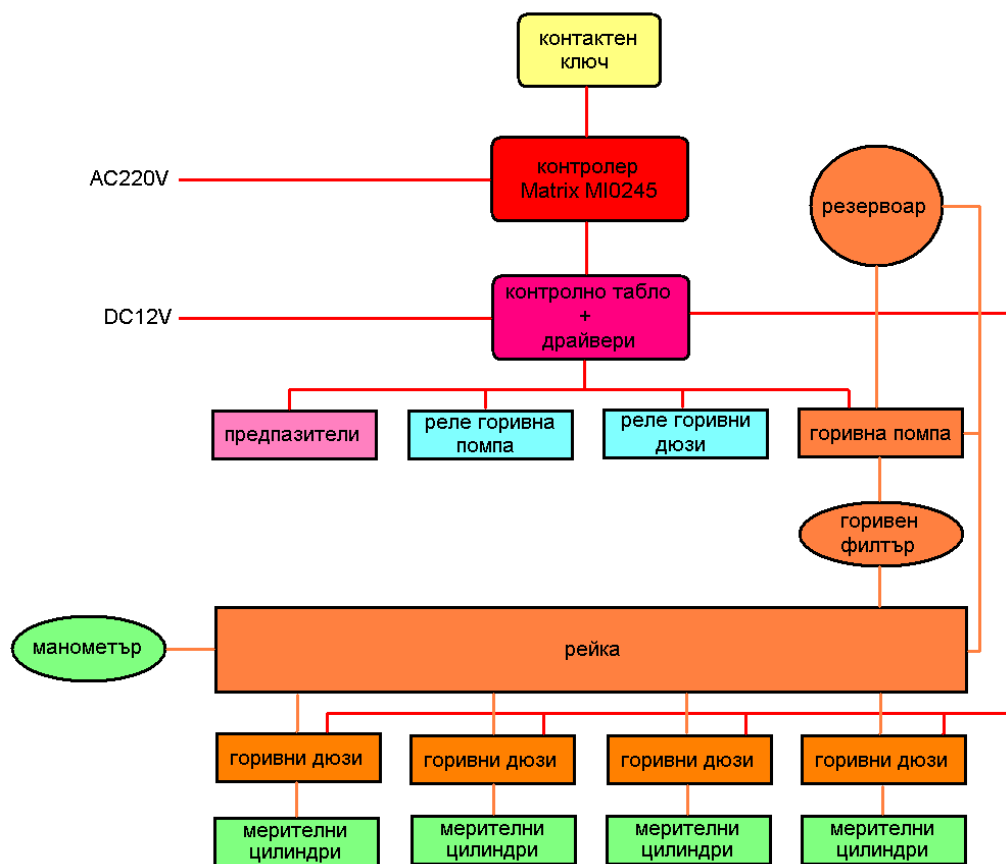 контактен
ключ
AC220V
контролер
Matrix MI0245
резервоар
DC12V
контролно табло
+
драйвери
предпазители
реле горивна
помпа
реле горивни
дюзи
горивна помпа
горивен
филтър
манометър
рейка
горивни дюзи
горивни дюзи
горивни дюзи
горивни дюзи
мерителни
цилиндри
мерителни
цилиндри
мерителни
цилиндри
мерителни
цилиндри